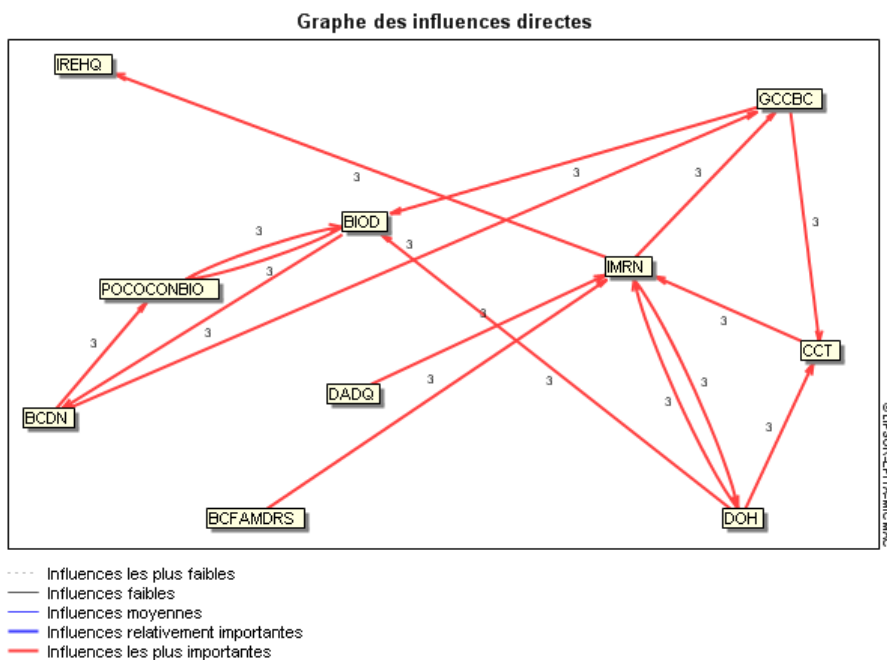 Graphe des influences directes
IREHQ
GCCBC
3
3
3
BIOD
3
3
3
IMRN
3
POCOCONBIO
3
3
3
3
CCT
3
3
DADQ
3
3
BCDN
3
BCFAMDRS
DOH
Influences les plus faibles
Influences faibles
Influences moyennes
Influences relativement importantes
Influences les plus importantes